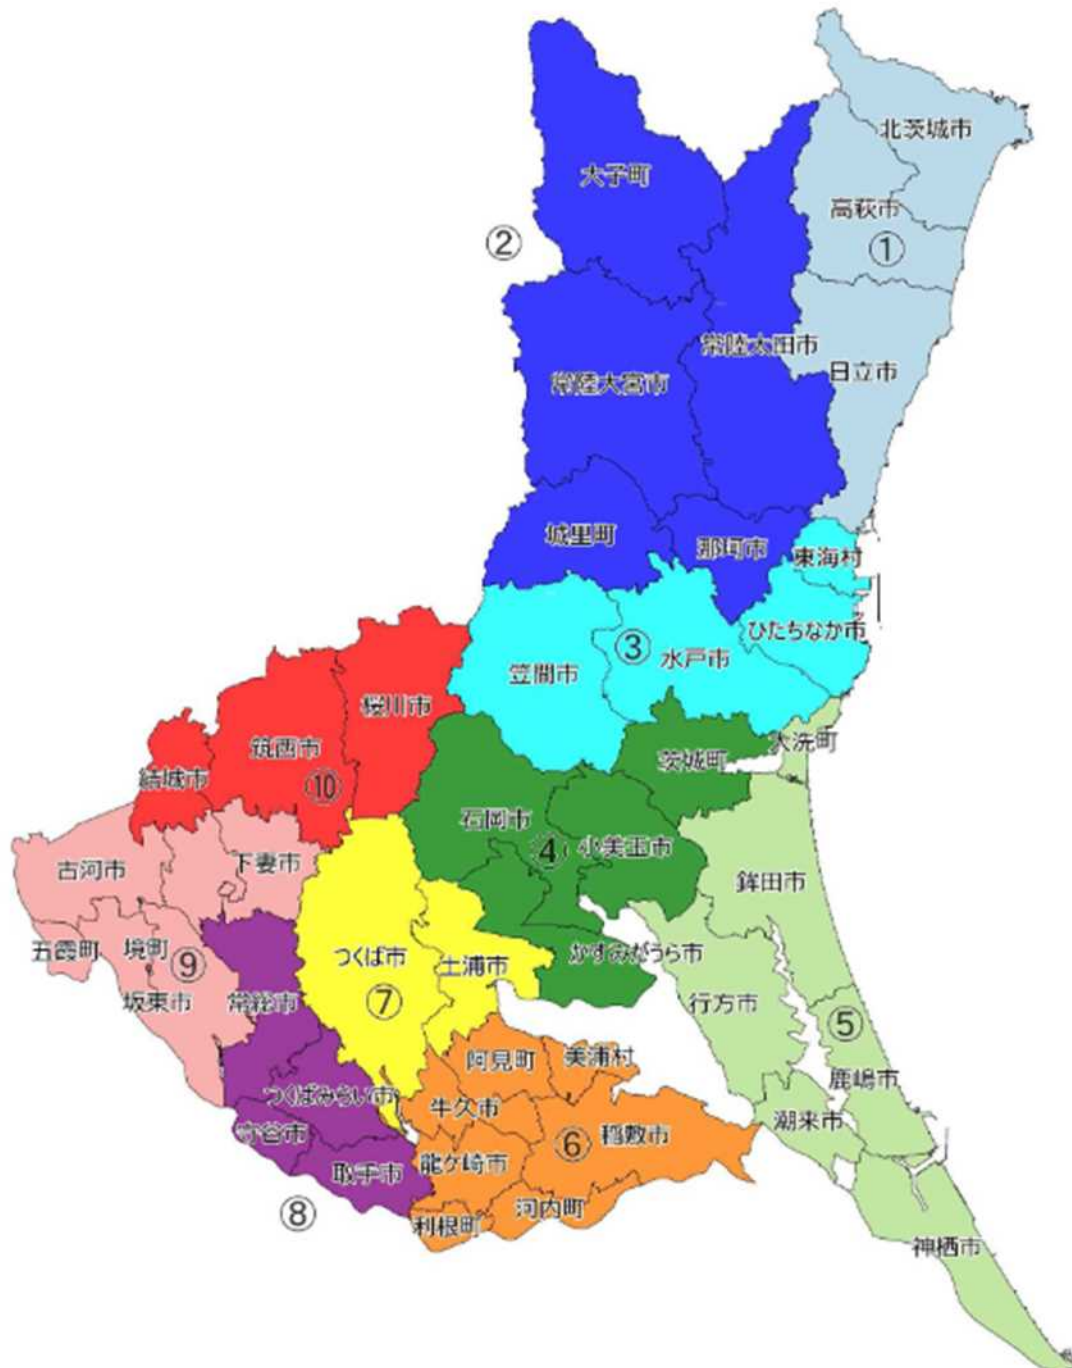 北茨城市
大子町
高萩市
①
②
常陸太田市
日立市
常陸大宮市
城里町
那珂市
東海村
ひたちなか市
③
水戸市
笠間市
桜川市
筑西市
大洗町
茨城町
結城市
⑩
石岡市
④
小美玉市
古河市
下妻市
鉾田市
五霞町
境町
⑨
つくば市
土浦市
かすみがうら市
坂東市
常総市
⑦
行方市
⑤
阿見町
美浦村
鹿嶋市
つくばみらい市
牛久市
潮来市
守谷市
⑥
稲敷市
取手市
龍ケ崎市
⑧
利根町
河内町
神栖市